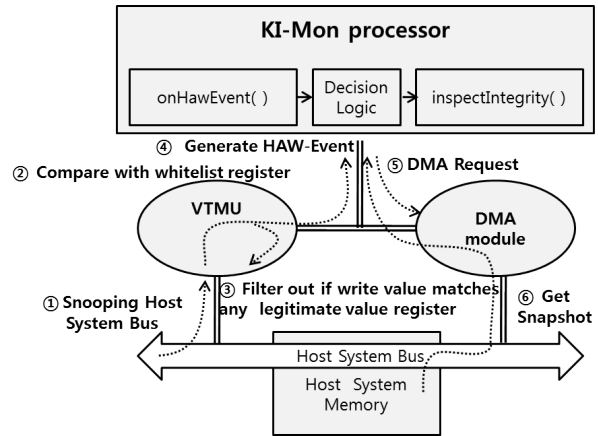 KI-Mon processor
onHawEvent( )
Decision
Logic
inspectIntegrity( )
④ Generate HAW-Event
② Compare with whitelist register
⑤ DMA Request
VTMU
DMA
module
③ Filter out if write value matches
any legitimate value register
① Snooping Host
System Bus
⑥ Get
Snapshot
Host System Bus
Host System
Memory